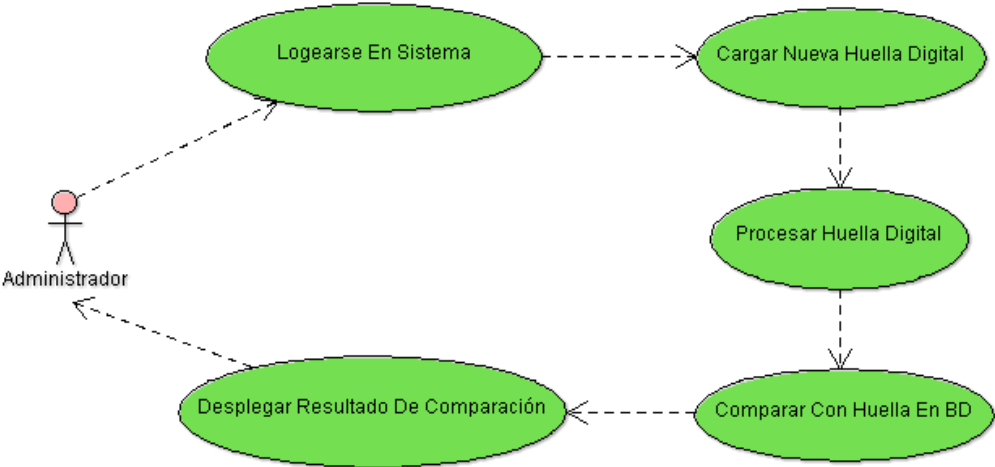 Logearse En Sistema
Cargar Nueva Huella Digital
Procesar Huella Digital
Administrador
Desplegar Resultado De Comparación
Comparar Con Huella En BD